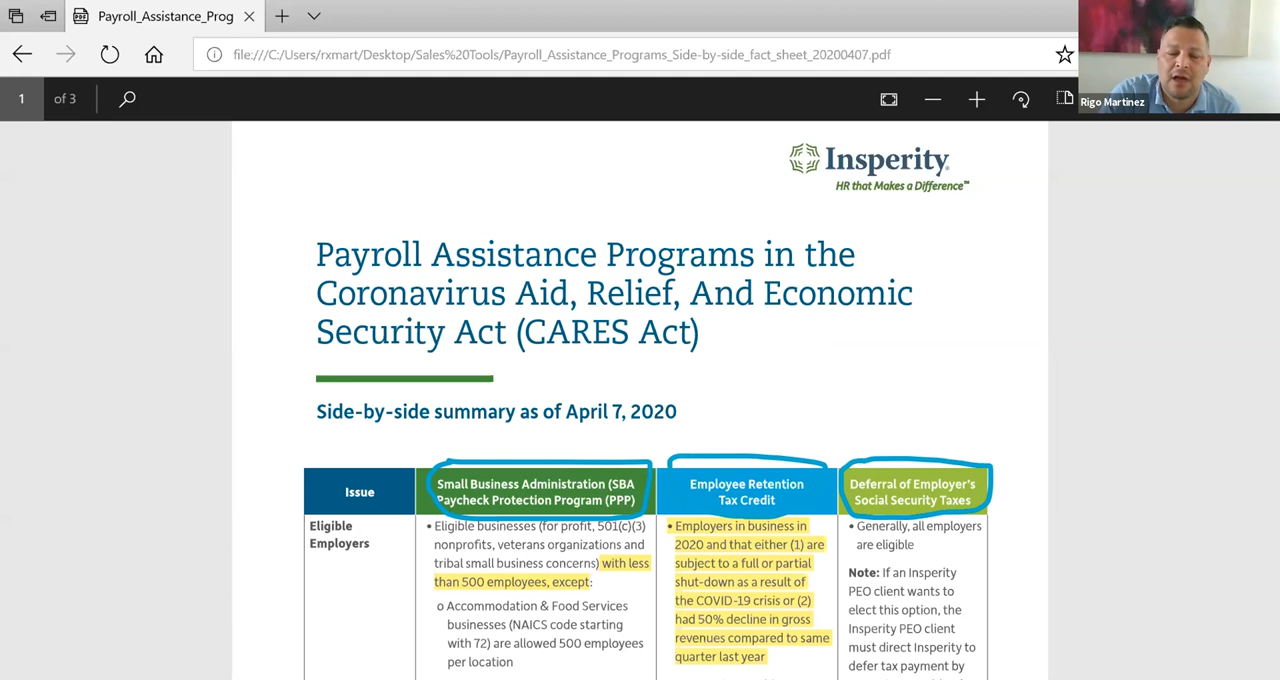 Payroll_Assistance_Prog
file:///C:/Users/rxmart/Desktop/Sales%20Tools/Payroll_Assistance_Programs_Side-by-side_fact_sheet_20200407.pdf
1 of 3
Rigo Martinez
Insperity
HR that Makes a Difference™
Payroll Assistance Programs in the
Coronavirus Aid, Relief, And Economic
Security Act (CARES Act)
Side-by-side summary as of April 7, 2020
Issue
Small Business Administration (SBA
Paycheck Protection Program (PPP)
Employee Retention
Tax Credit
Deferral of Employer's
Social Security Taxes
Eligible
Employers
• Eligible businesses (for profit, 501(c)(3)
nonprofits, veterans organizations and
tribal small business concerns) with less
than 500 employees, except:
o Accommodation & Food Services
businesses (NAICS code starting
with 72) are allowed 500 employees
per location
• Employers in business in
2020 and that either (1) are
subject to a full or partial
shut-down as a result of
the COVID-19 crisis or (2)
had 50% decline in gross
revenues compared to same
quarter last year
• Generally, all employers
are eligible
Note: If an Insperity
PEO client wants to
elect this option, the
Insperity PEO client
must direct Insperity to
defer tax payment by